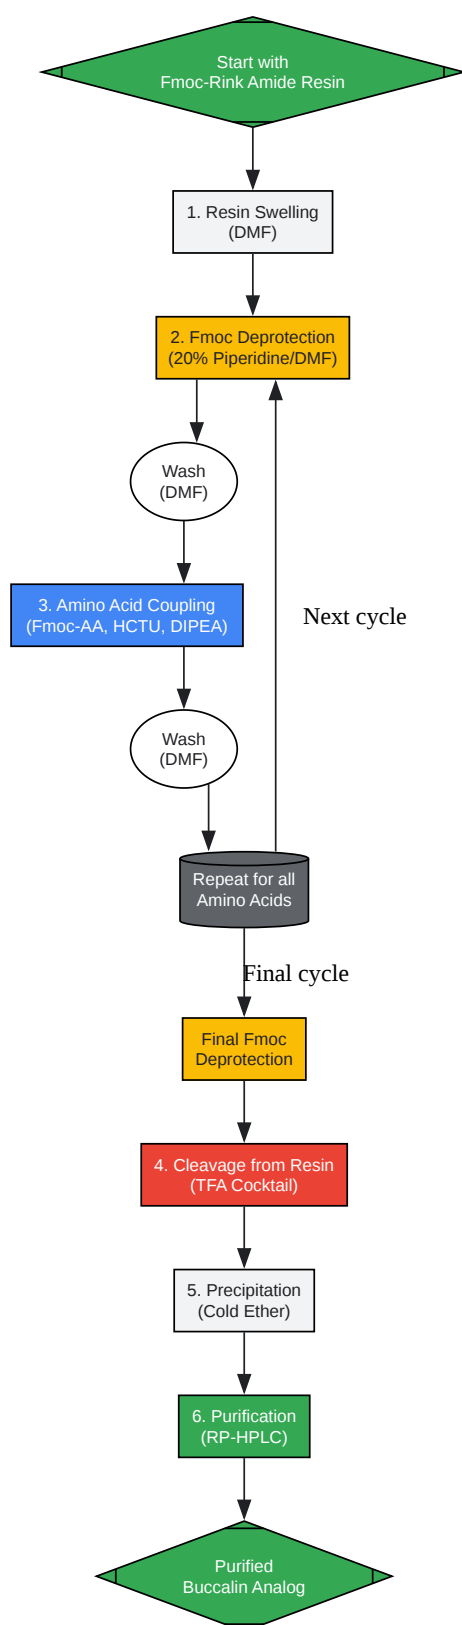 Start with
Fmoc-Rink Amide Resin
1. Resin Swelling
(DMF)
2. Fmoc Deprotection
(20% Piperidine/DMF)
Wash
(DMF)
3. Amino Acid Coupling
(Fmoc-AA, HCTU, DIPEA)
Next cycle
Wash
(DMF)
Repeat for all
Amino Acids
Final cycle
Final Fmoc
Deprotection
4. Cleavage from Resin
(TFA Cocktail)
5. Precipitation
(Cold Ether)
6. Purification
(RP-HPLC)
Purified
Buccalin Analog